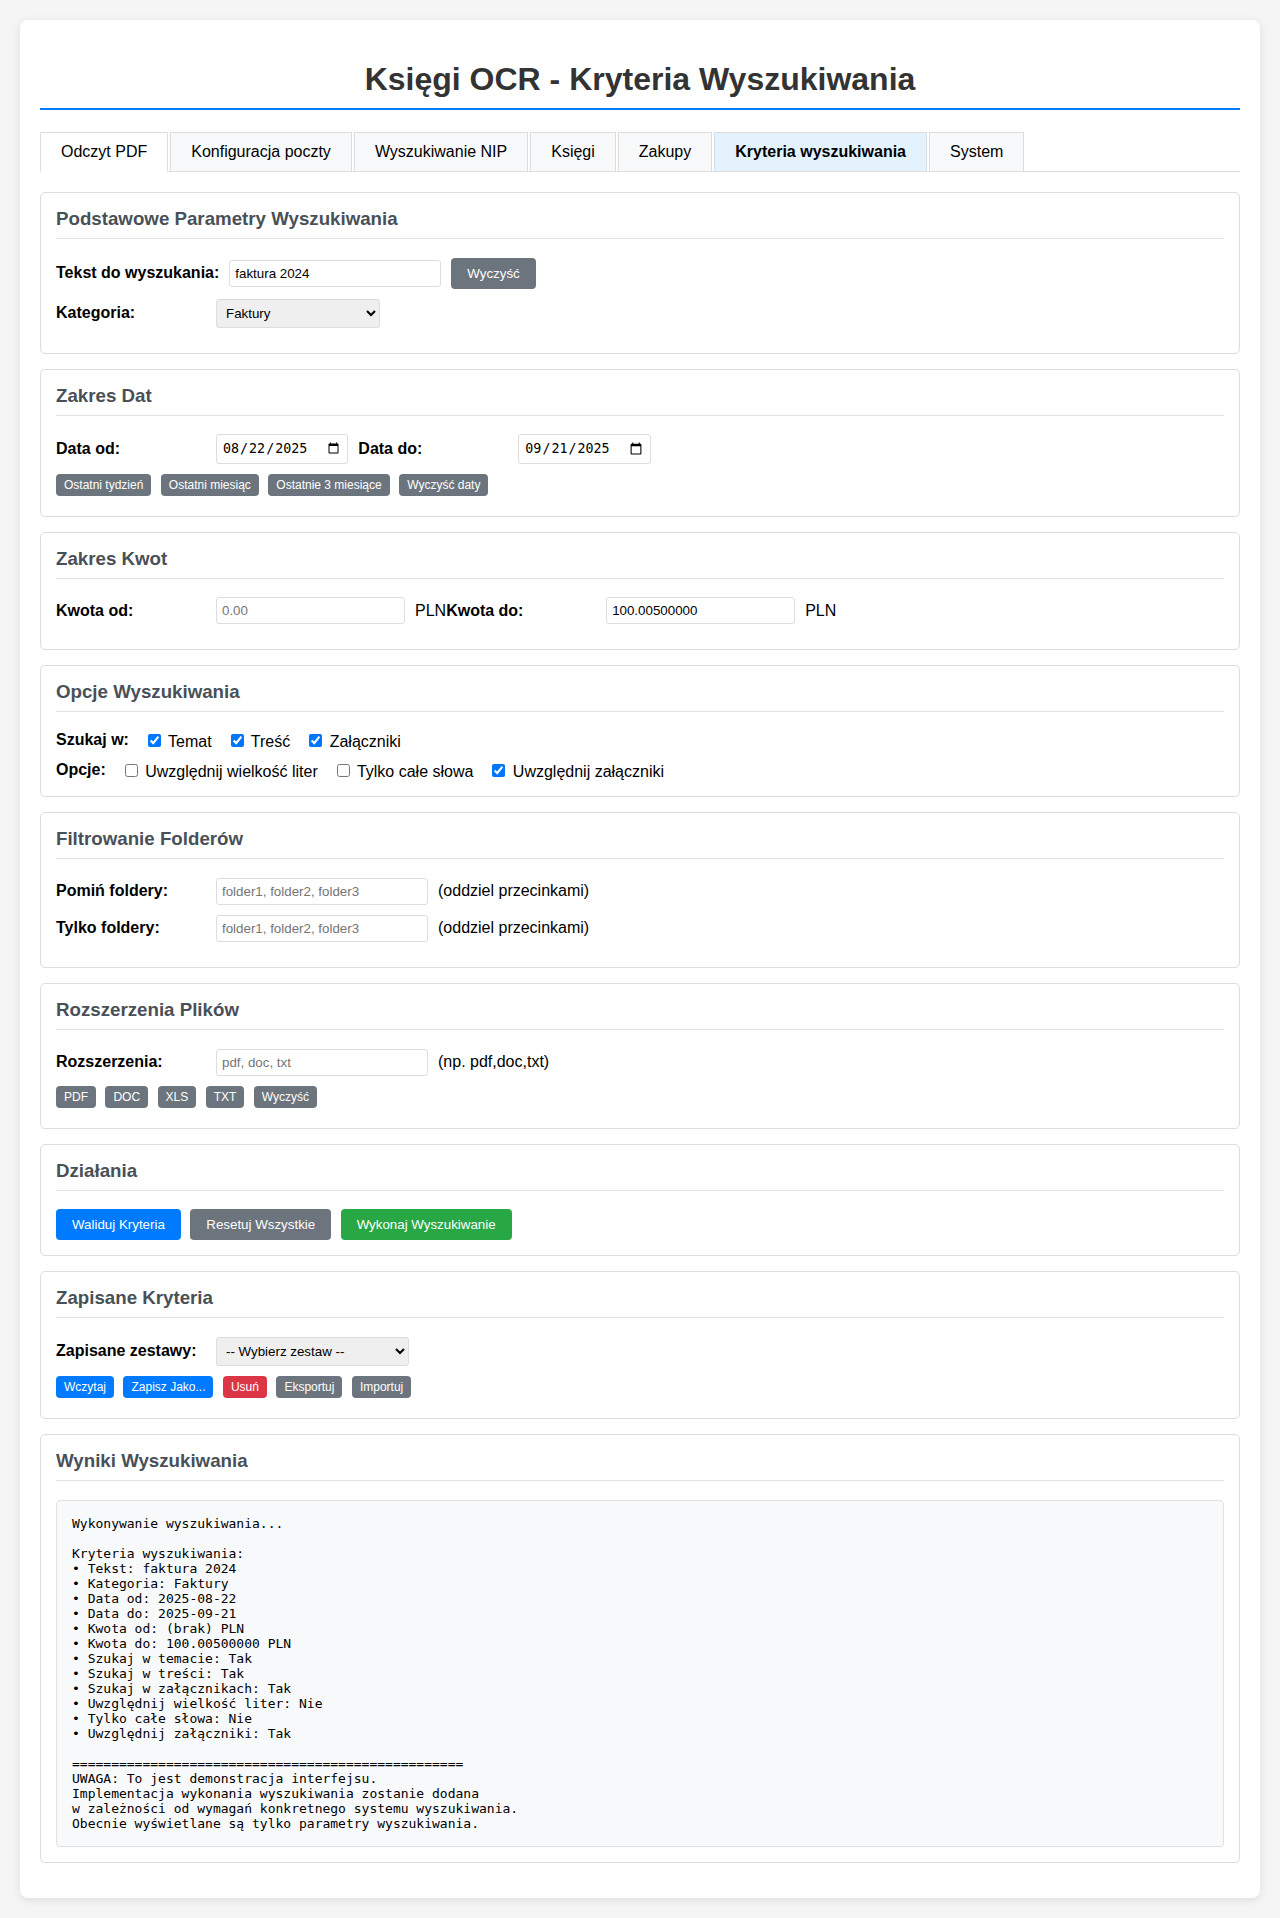 Księgi OCR - Kryteria Wyszukiwania
Odczyt PDF Konfiguracja poczty Wyszukiwanie NIP Księgi Zakupy Kryteria wyszukiwania System
Podstawowe Parametry Wyszukiwania
Tekst do wyszukania: faktura 2024 Wyczyść
Kategoria: Faktury
Zakres Dat
Data od: 08/22/2025 Data do: 09/21/2025
Ostatni tydzień Ostatni miesiąc Ostatnie 3 miesiące Wyczyść daty
Zakres Kwot
Kwota od: 0.00 PLNKwota do: 100.00500000 PLN
Opcje Wyszukiwania
Szukaj w: Temat Treść Załączniki
Opcje: Uwzględnij wielkość liter Tylko całe słowa Uwzględnij załączniki
Filtrowanie Folderów
Pomiń foldery: folder1, folder2, folder3 (oddziel przecinkami)
Tylko foldery: folder1, folder2, folder3 (oddziel przecinkami)
Rozszerzenia Plików
Rozszerzenia: pdf, doc, txt (np. pdf,doc,txt)
PDF DOC XLS TXT Wyczyść
Działania
Waliduj Kryteria Resetuj Wszystkie Wykonaj Wyszukiwanie
Zapisane Kryteria
Zapisane zestawy: -- Wybierz zestaw --
Wczytaj Zapisz Jako... Usuń Eksportuj Importuj
Wyniki Wyszukiwania
Wykonywanie wyszukiwania...
Kryteria wyszukiwania:
• Tekst: faktura 2024
• Kategoria: Faktury
• Data od: 2025-08-22
• Data do: 2025-09-21
• Kwota od: (brak) PLN
• Kwota do: 100.00500000 PLN
• Szukaj w temacie: Tak
• Szukaj w treści: Tak
• Szukaj w załącznikach: Tak
• Uwzględnij wielkość liter: Nie
• Tylko całe słowa: Nie
• Uwzględnij załączniki: Tak
==================================================
UWAGA: To jest demonstracja interfejsu.
Implementacja wykonania wyszukiwania zostanie dodana
w zależności od wymagań konkretnego systemu wyszukiwania.
Obecnie wyświetlane są tylko parametry wyszukiwania.